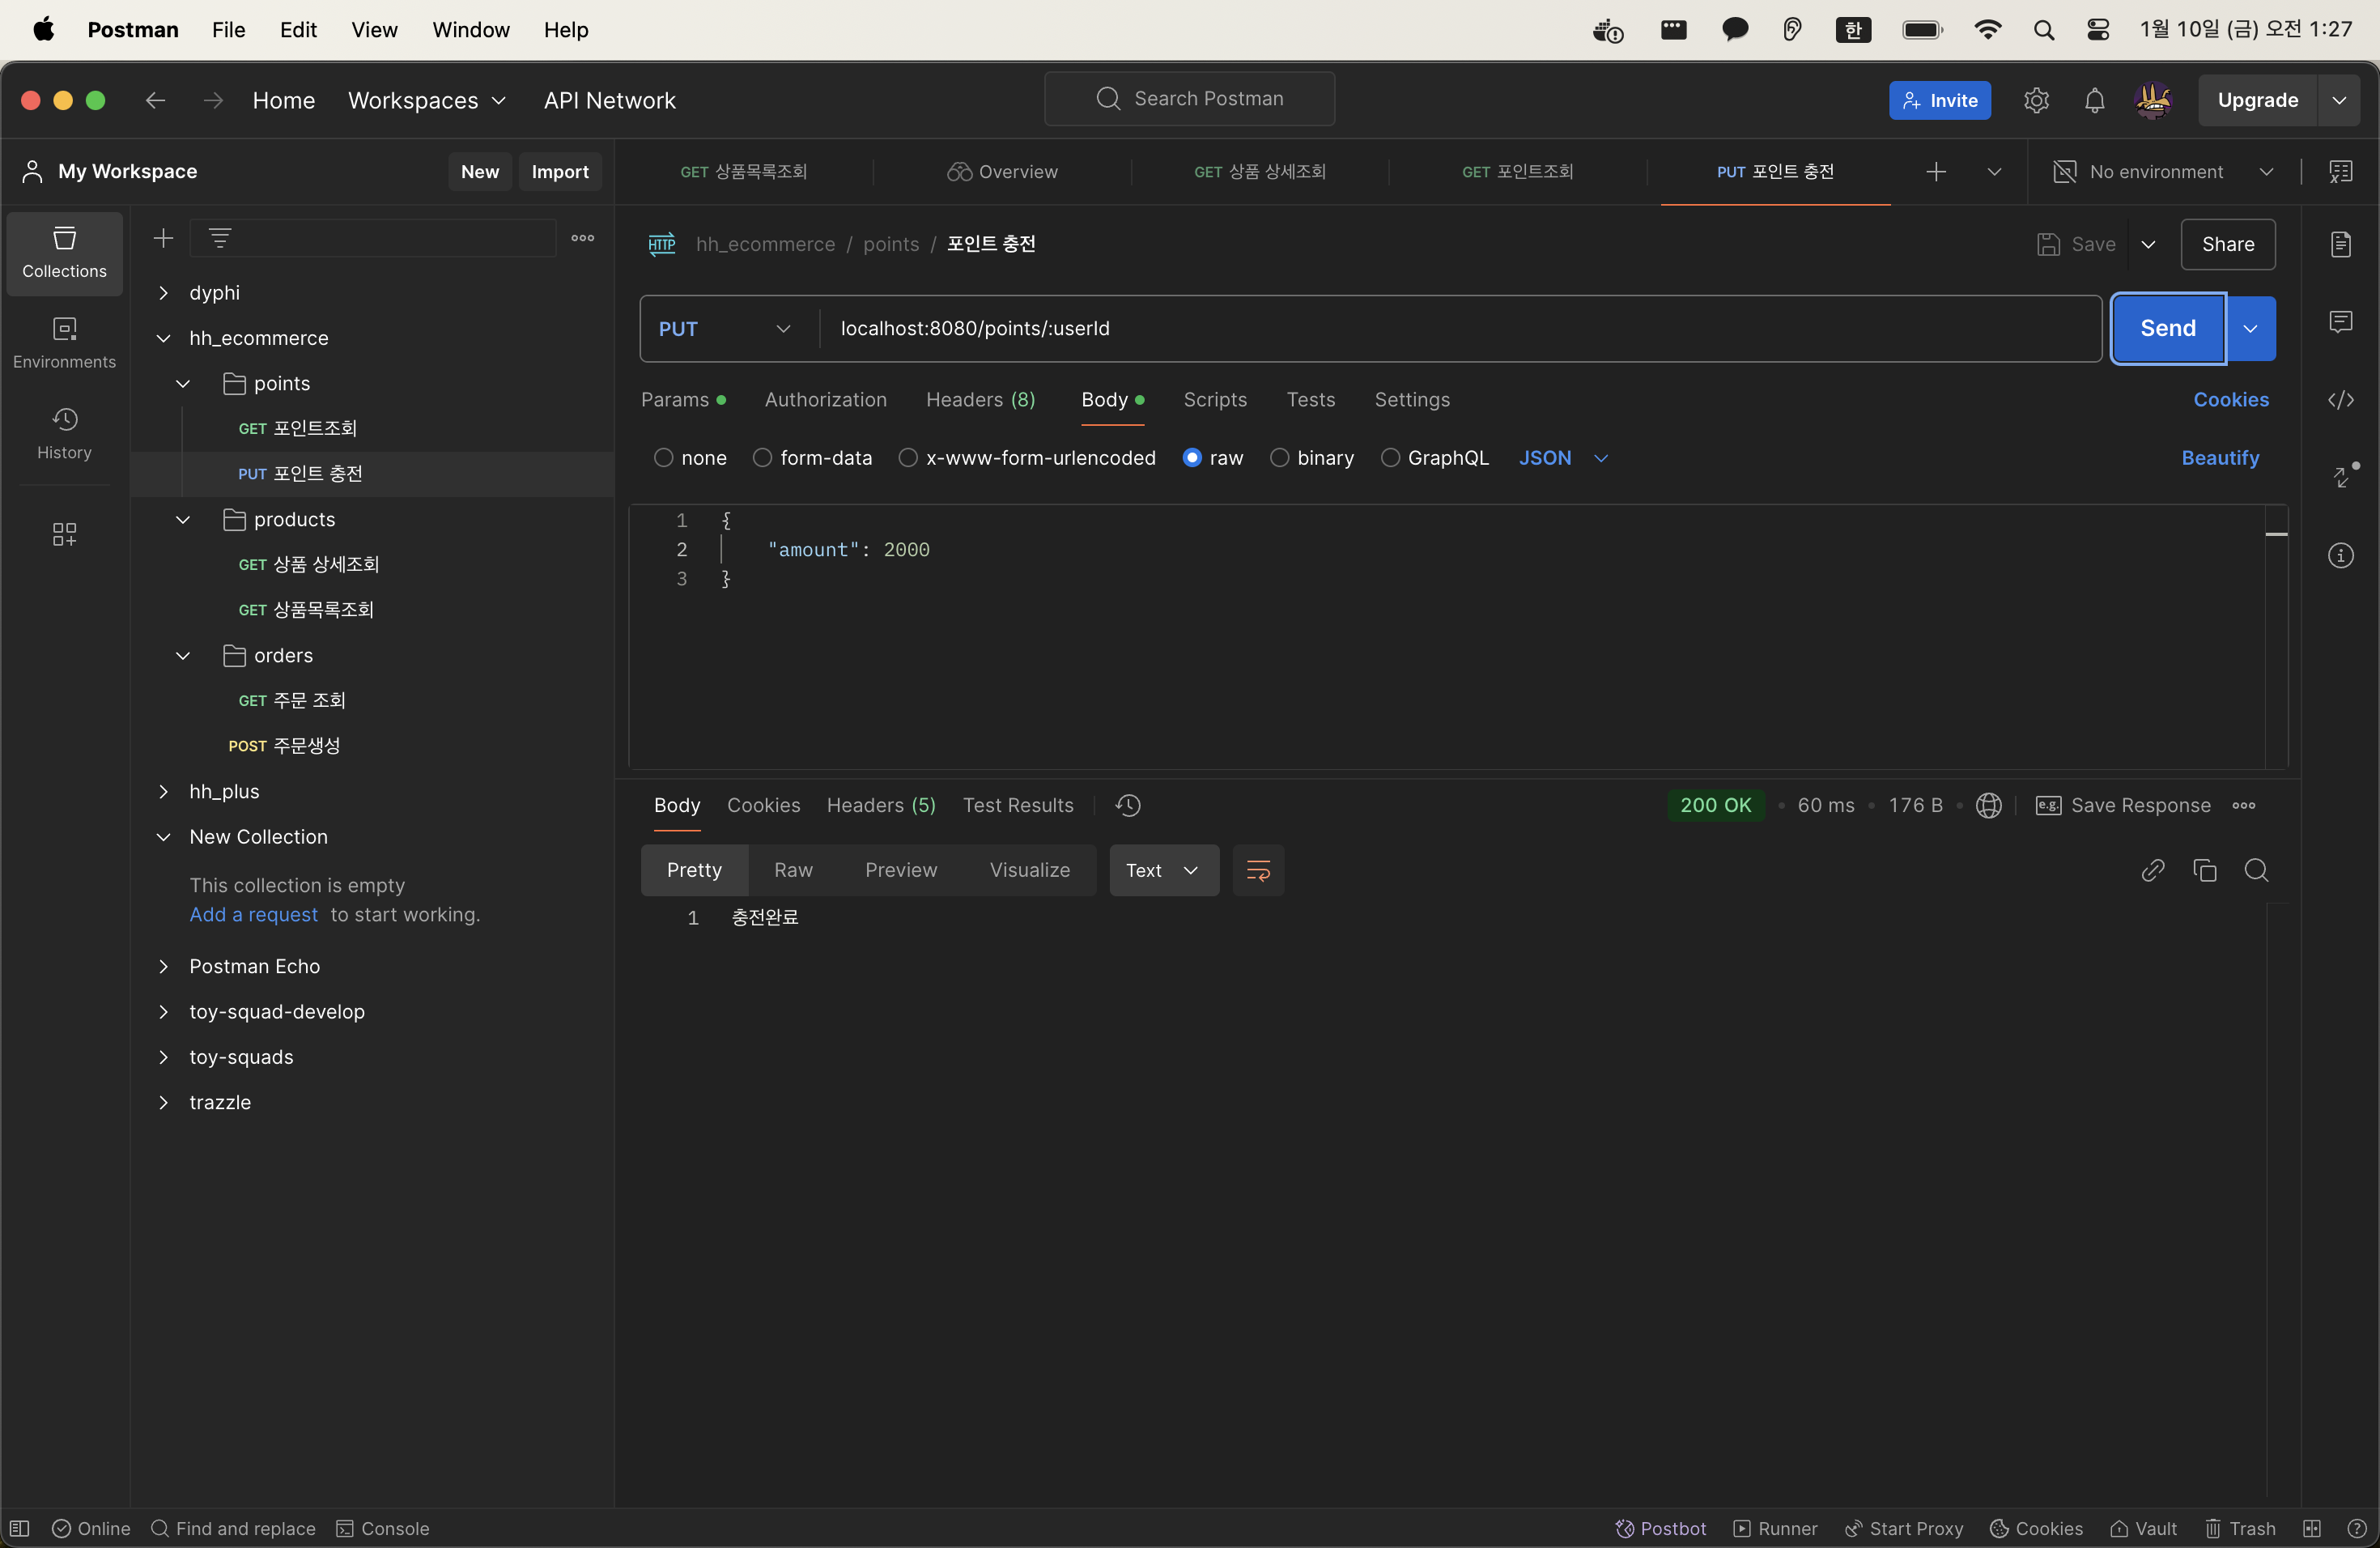 Postman File Edit View Window Help 한 1월 10일 (금) 오전 1:27
Home Workspaces API Network Search Postman Invite Upgrade
My Workspace New Import GET 상품목록조회 Overview GET 상품 상세조회 GET 포인트조회 PUT 포인트 충전 No environment
Collections
Environments
History
dyphi
hh_ecommerce
points
GET 포인트조회
PUT 포인트 충전
products
GET 상품 상세조회
GET 상품목록조회
orders
GET 주문 조회
POST 주문생성
hh_plus
New Collection
This collection is empty
Add a request to start working.
Postman Echo
toy-squad-develop
toy-squads
trazzle
HTTP hh_ecommerce / points / 포인트 충전 Save Share
PUT localhost:8080/points/:userId Send
Params Authorization Headers (8) Body Scripts Tests Settings Cookies
none form-data x-www-form-urlencoded raw binary GraphQL JSON Beautify
1 {
2 "amount": 2000
3 }
Body Cookies Headers (5) Test Results 200 OK 60 ms 176 B e.g. Save Response
Pretty Raw Preview Visualize Text
1 충전완료
Online Find and replace Console Postbot Runner Start Proxy Cookies Vault Trash